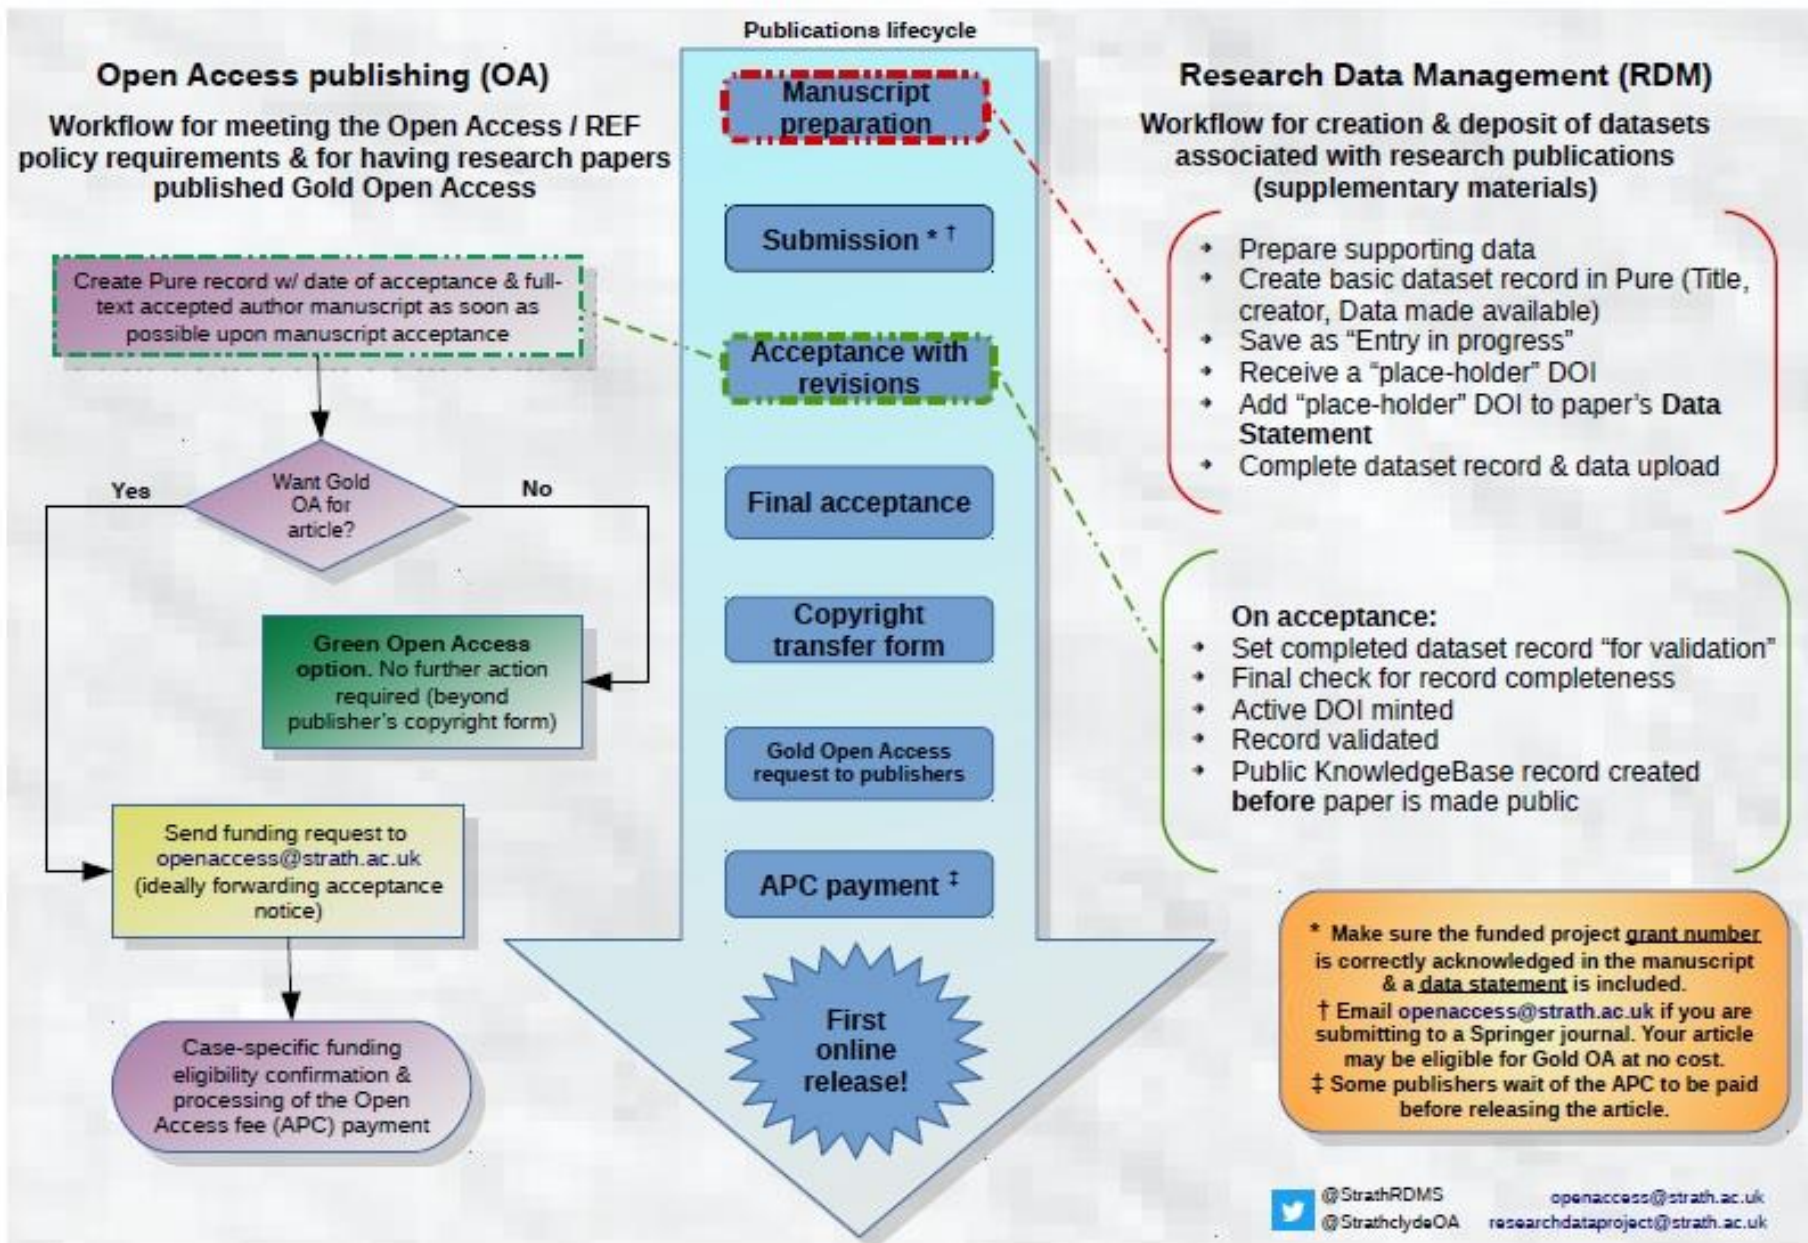 Publications lifecycle
Open Access publishing (OA)
Workflow for meeting the Open Access / REF
policy requirements & for having research papers
published Gold Open Access
Create Pure record w/ date of acceptance & full-
text accepted author manuscript as soon as
possible upon manuscript acceptance
Want Gold
OA for
article?
Yes
No
Green Open Access
option. No further action
required (beyond
publisher's copyright form)
Send funding request to
openaccess@strath.ac.uk
(ideally forwarding acceptance
notice)
Case-specific funding
eligibility confirmation &
processing of the Open
Access fee (APC) payment
Manuscript
preparation
Submission * †
Acceptance with
revisions
Final acceptance
Copyright
transfer form
Gold Open Access
request to publishers
APC payment ‡
First
online
release!
Research Data Management (RDM)
Workflow for creation & deposit of datasets
associated with research publications
(supplementary materials)
Prepare supporting data
Create basic dataset record in Pure (Title,
creator, Data made available)
Save as “Entry in progress”
Receive a “place-holder” DOI
Add “place-holder” DOI to paper's Data
Statement
Complete dataset record & data upload
On acceptance:
Set completed dataset record “for validation”
Final check for record completeness
Active DOI minted
Record validated
Public KnowledgeBase record created
before paper is made public
* Make sure the funded project grant number
is correctly acknowledged in the manuscript
& a data statement is included.
† Email openaccess@strath.ac.uk if you are
submitting to a Springer journal. Your article
may be eligible for Gold OA at no cost.
‡ Some publishers wait of the APC to be paid
before releasing the article.
@StrathRDMS
@StrathclydeOA
openaccess@strath.ac.uk
researchdataproject@strath.ac.uk